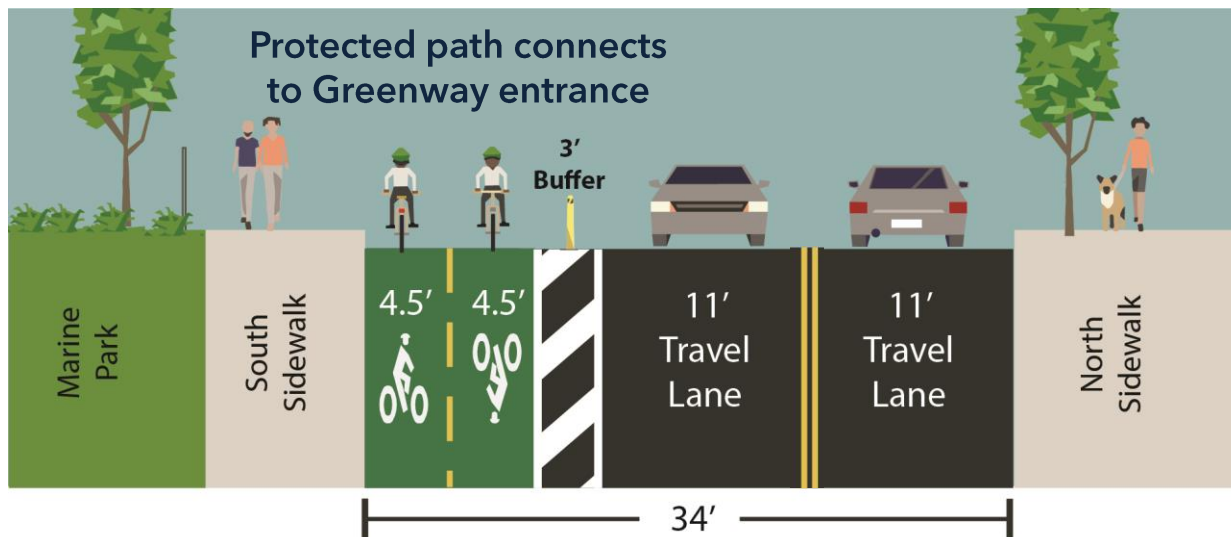 Protected path connects
to Greenway entrance
3’
Buffer
Marine
Park
South
Sidewalk
4.5’
4.5’
11’
Travel
Lane
11’
Travel
Lane
North
Sidewalk
34’